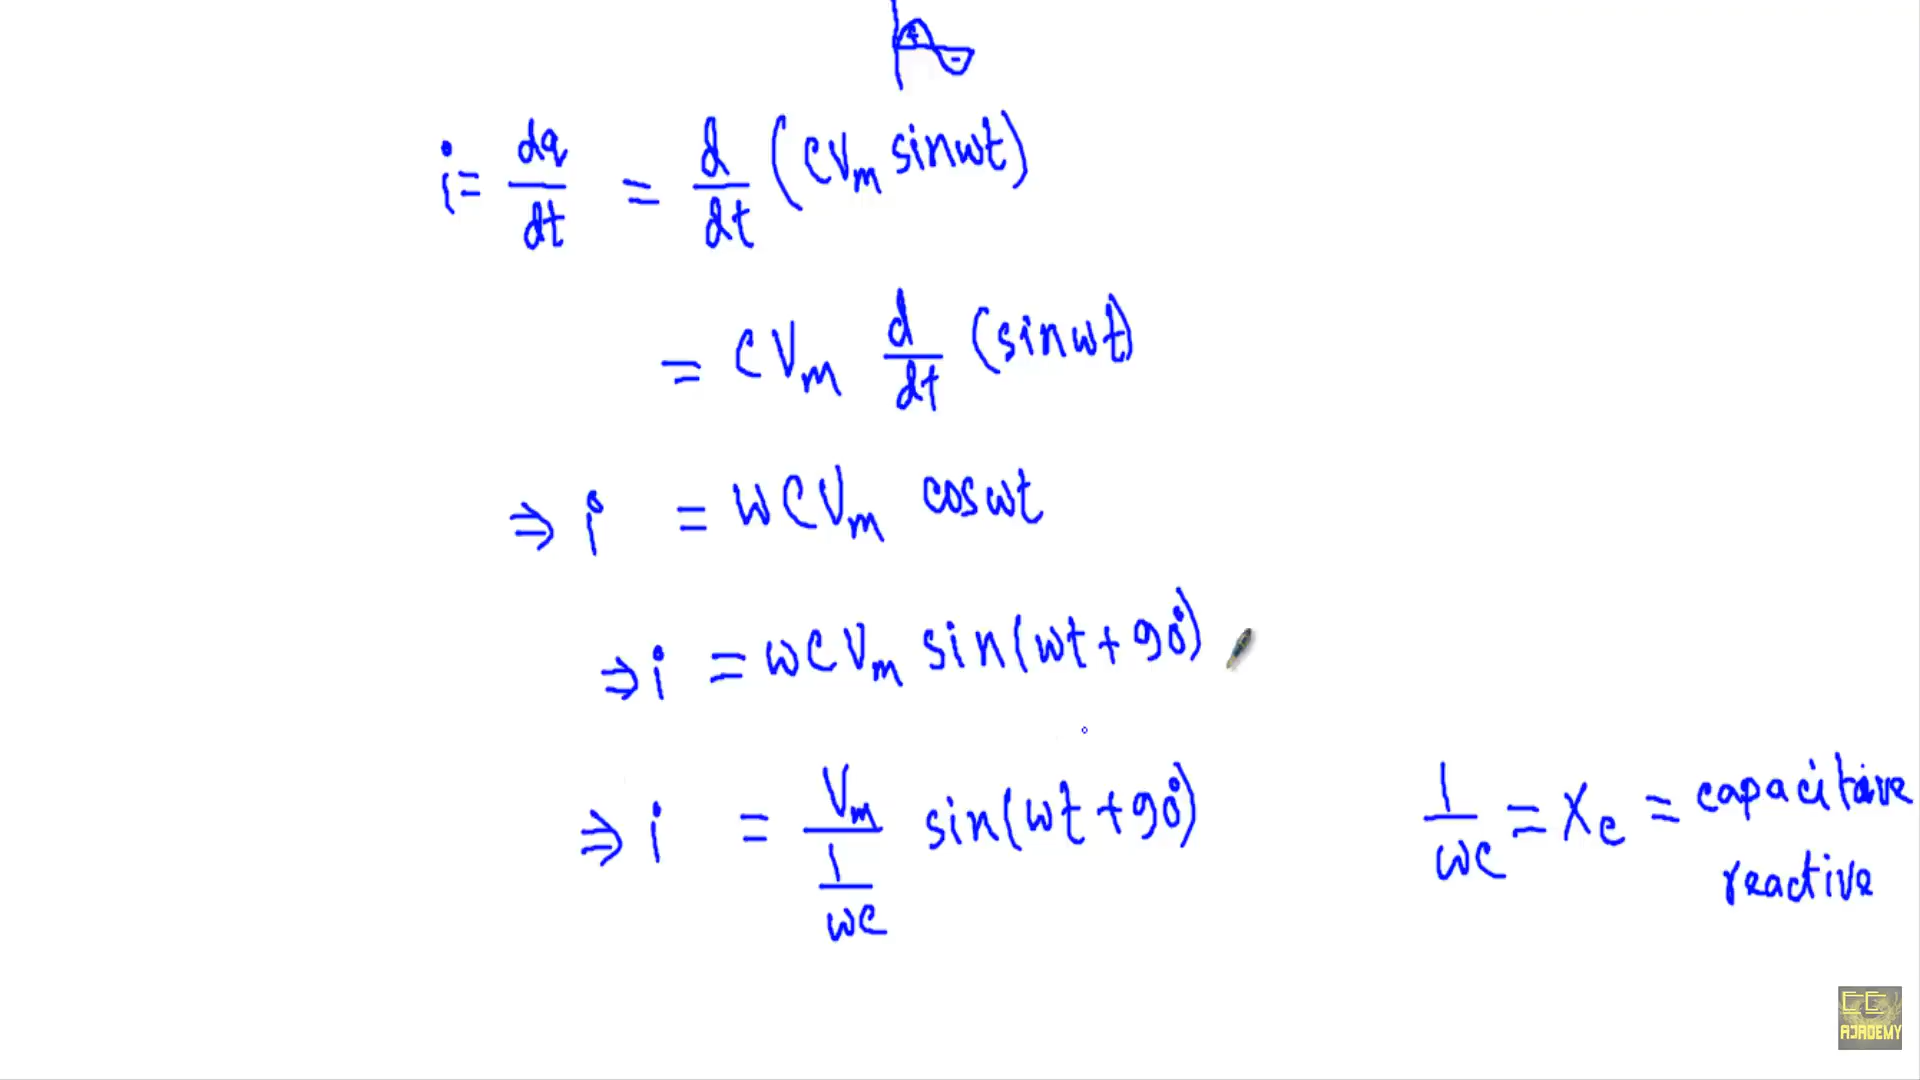 +
-
i = dq/dt = d/dt (CVm sinωt)
= CVm d/dt (sinωt)
⇒ i = ωCVm cosωt
⇒ i = ωCVm sin(ωt + 90°)
⇒ i = Vm/(1/ωC) sin(ωt + 90°)
1/ωC = Xc = capacitive
reactive
EE
ACADEMY